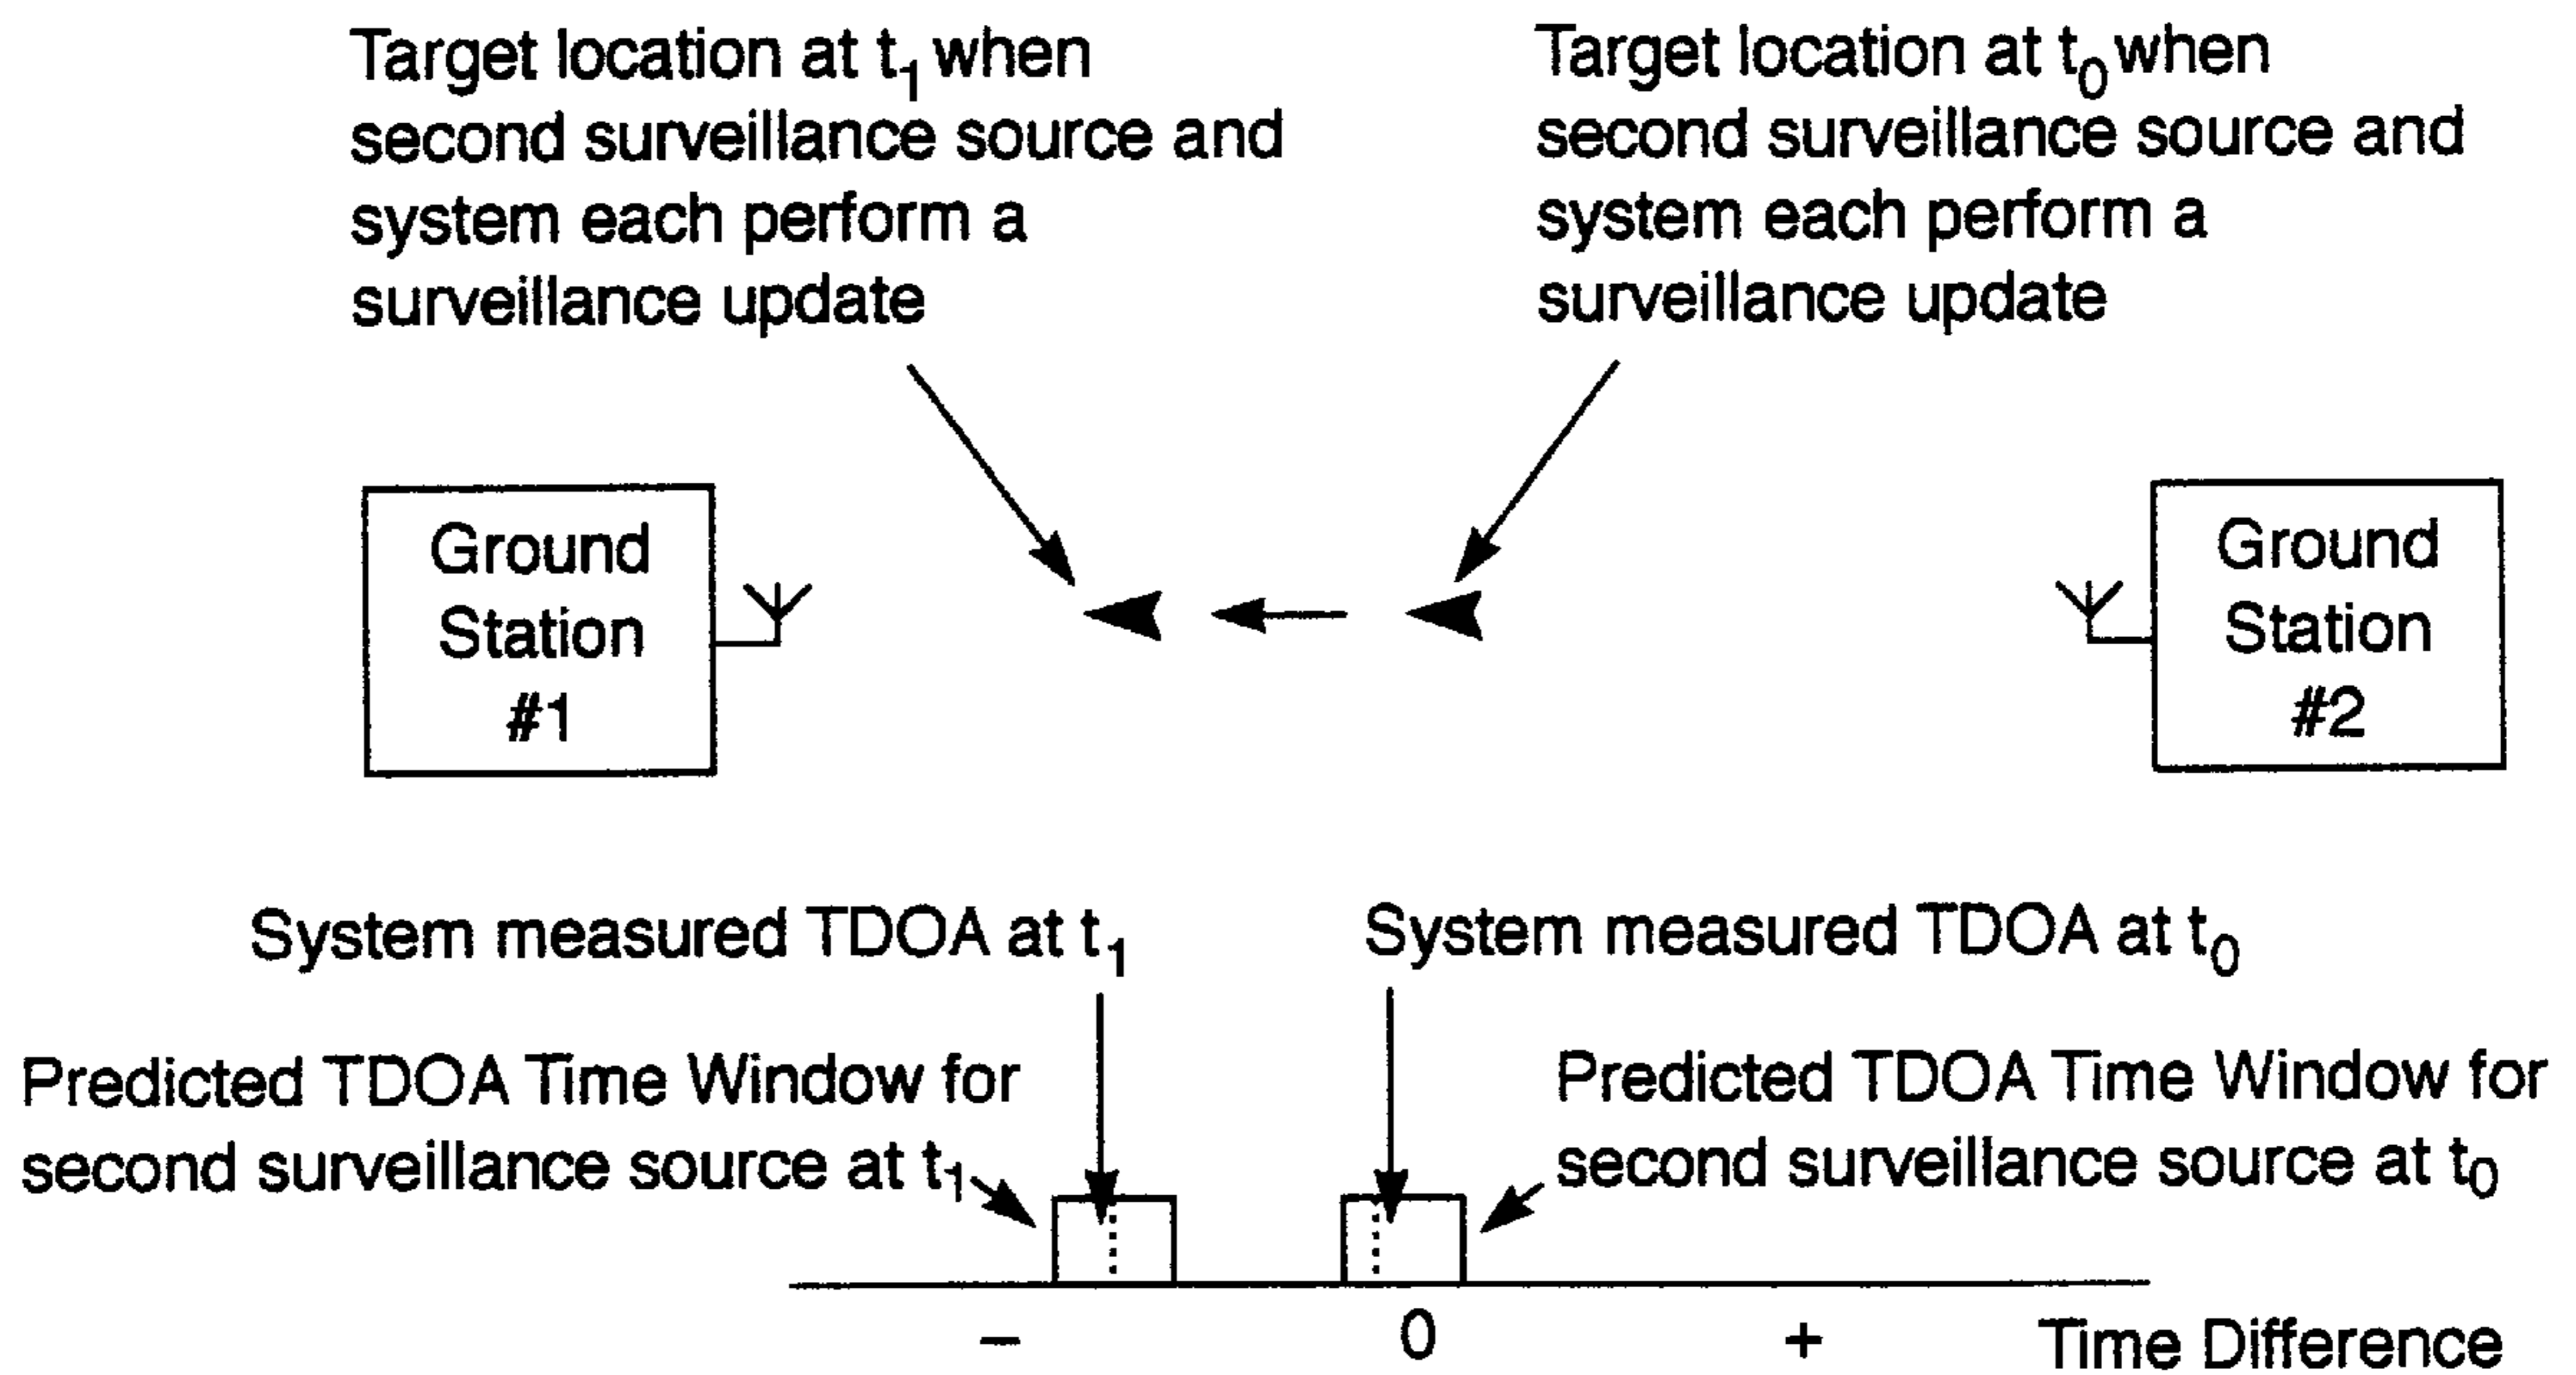 Target location at t1 when
second surveillance source and
system each perform a
surveillance update
Target location at t0 when
second surveillance source and
system each perform a
surveillance update
Ground
Station
#1
Ground
Station
#2
System measured TDOA at t1
System measured TDOA at t0
Predicted TDOA Time Window for
second surveillance source at t1
Predicted TDOA Time Window for
second surveillance source at t0
– 0 + Time Difference